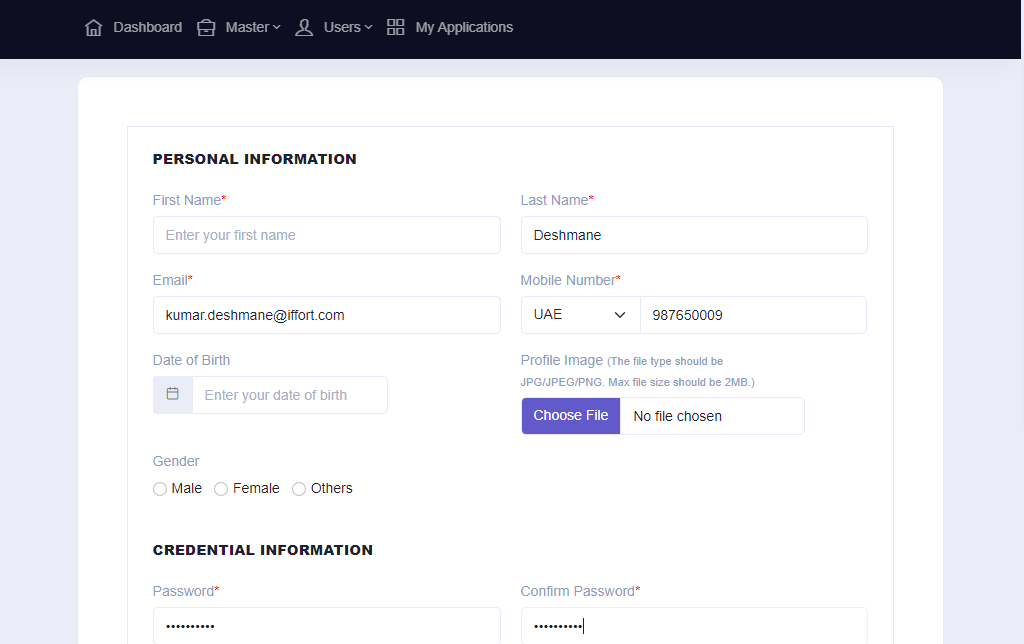 Dashboard Master Users My Applications
PERSONAL INFORMATION
First Name* Last Name*
Enter your first name Deshmane
Email* Mobile Number*
kumar.deshmane@iffort.com UAE 987650009
Date of Birth Profile Image (The file type should be
JPG/JPEG/PNG. Max file size should be 2MB.)
Enter your date of birth Choose File No file chosen
Gender
Male Female Others
CREDENTIAL INFORMATION
Password* Confirm Password*
•••••••••• ••••••••••